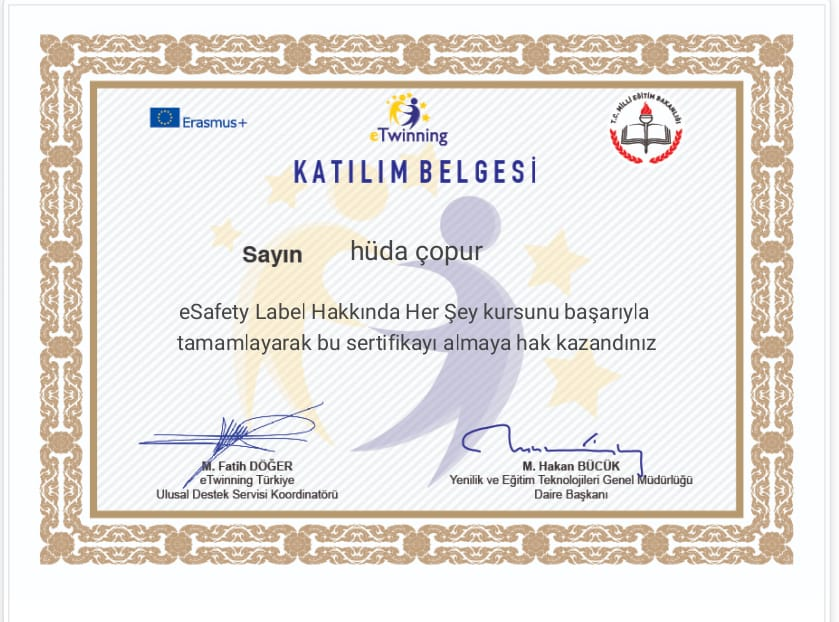 Erasmus+
eTwinning
T.C. MİLLİ EĞİTİM BAKANLIĞI
KATILIM BELGESİ
Sayın hüda çopur
eSafety Label Hakkında Her Şey kursunu başarıyla
tamamlayarak bu sertifikayı almaya hak kazandınız
M. Fatih DÖĞER
eTwinning Türkiye
Ulusal Destek Servisi Koordinatörü
M. Hakan BÜCÜK
Yenilik ve Eğitim Teknolojileri Genel Müdürlüğü
Daire Başkanı